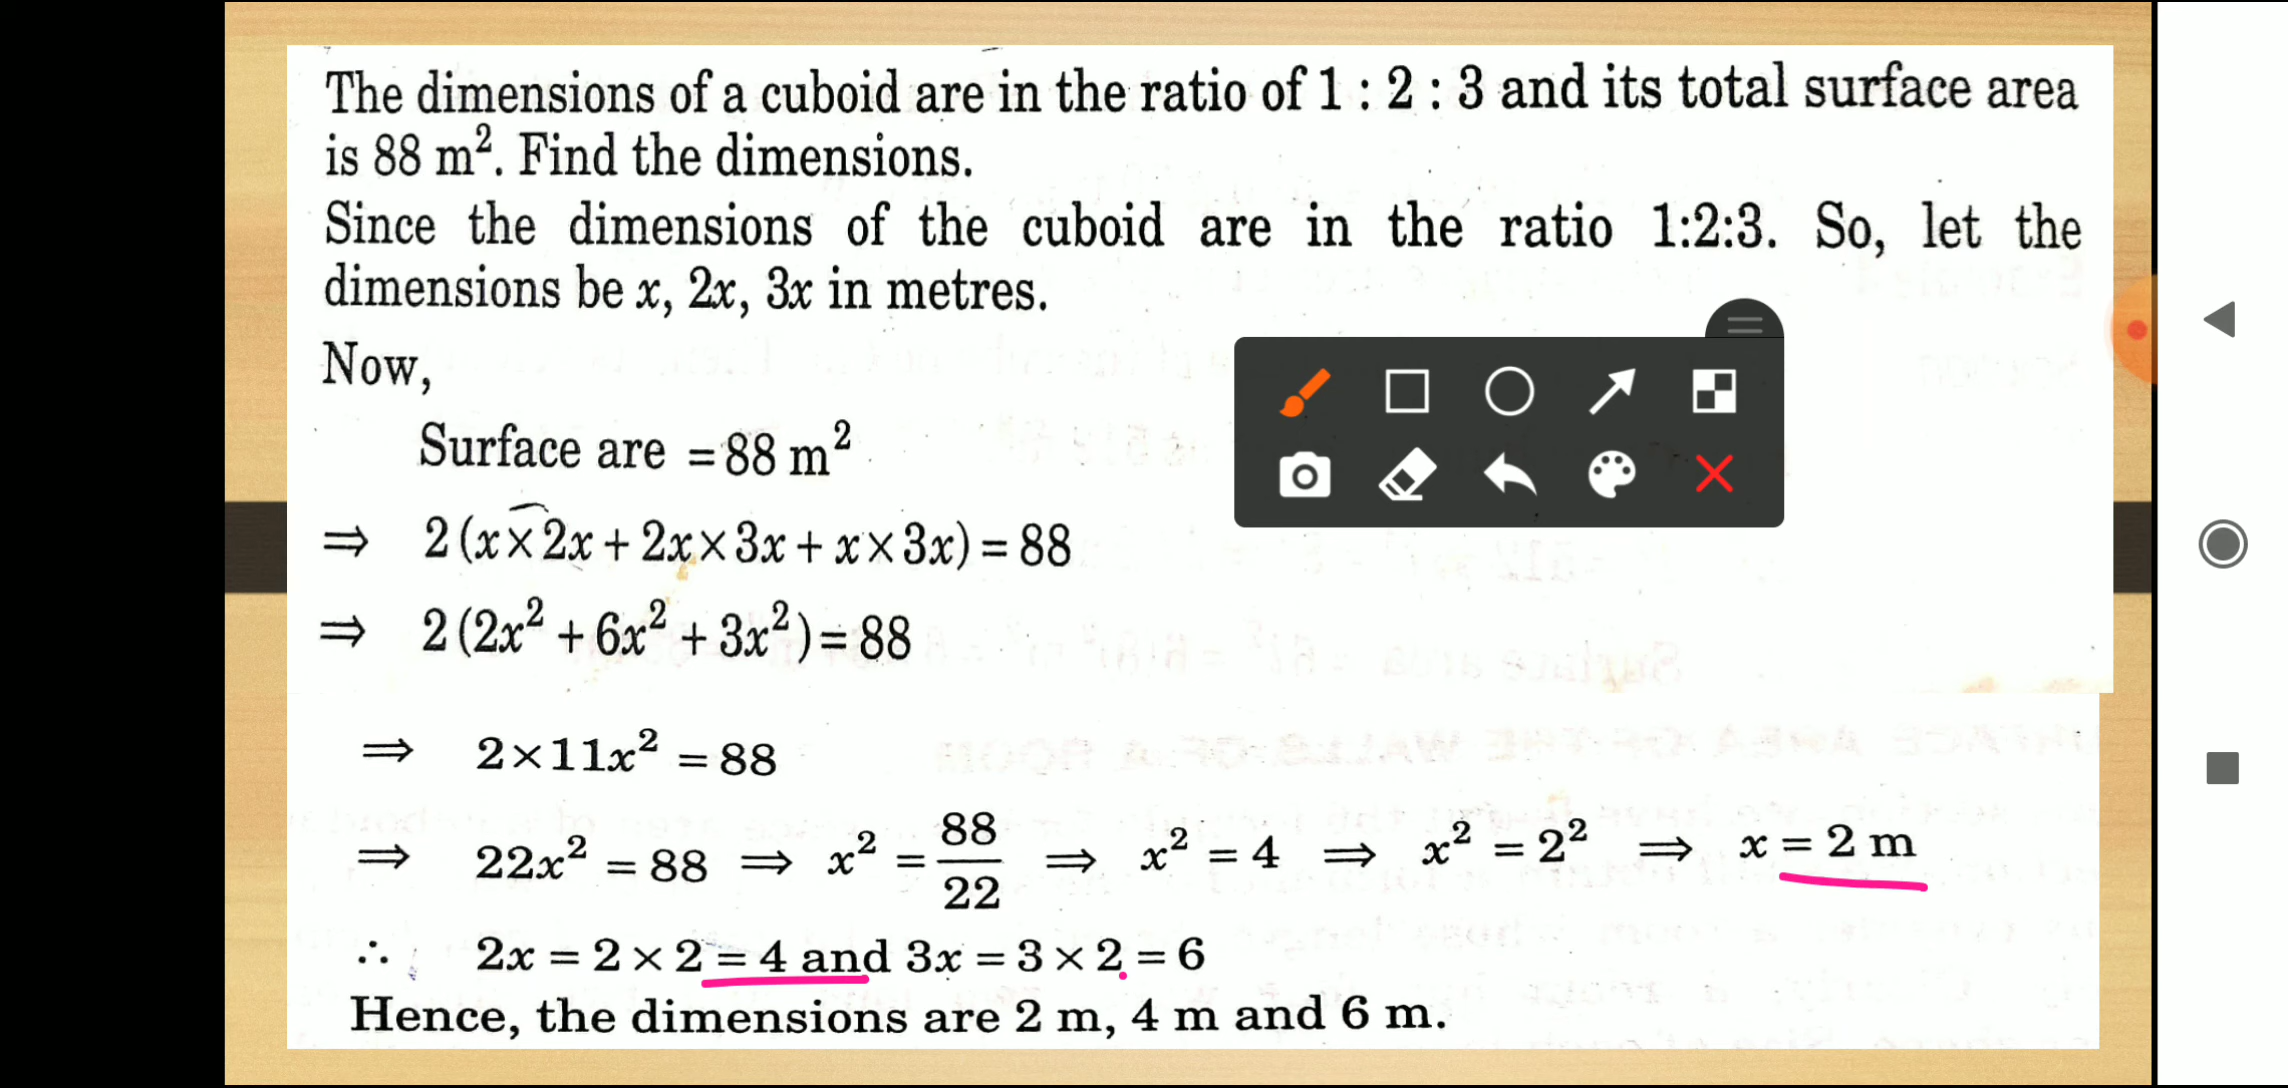 The dimensions of a cuboid are in the ratio of 1 : 2 : 3 and its total surface area
is 88 m². Find the dimensions.
Since the dimensions of the cuboid are in the ratio 1:2:3. So, let the
dimensions be x, 2x, 3x in metres.
Now,
Surface are = 88 m²
⇒ 2 (x × 2x + 2x × 3x + x × 3x) = 88
⇒ 2 (2x² + 6x² + 3x²) = 88
⇒ 2×11x² = 88
⇒ 22x² = 88 ⇒ x² = 88/22 ⇒ x² = 4 ⇒ x² = 2² ⇒ x = 2 m
∴ 2x = 2 × 2 = 4 and 3x = 3 × 2 = 6
Hence, the dimensions are 2 m, 4 m and 6 m.